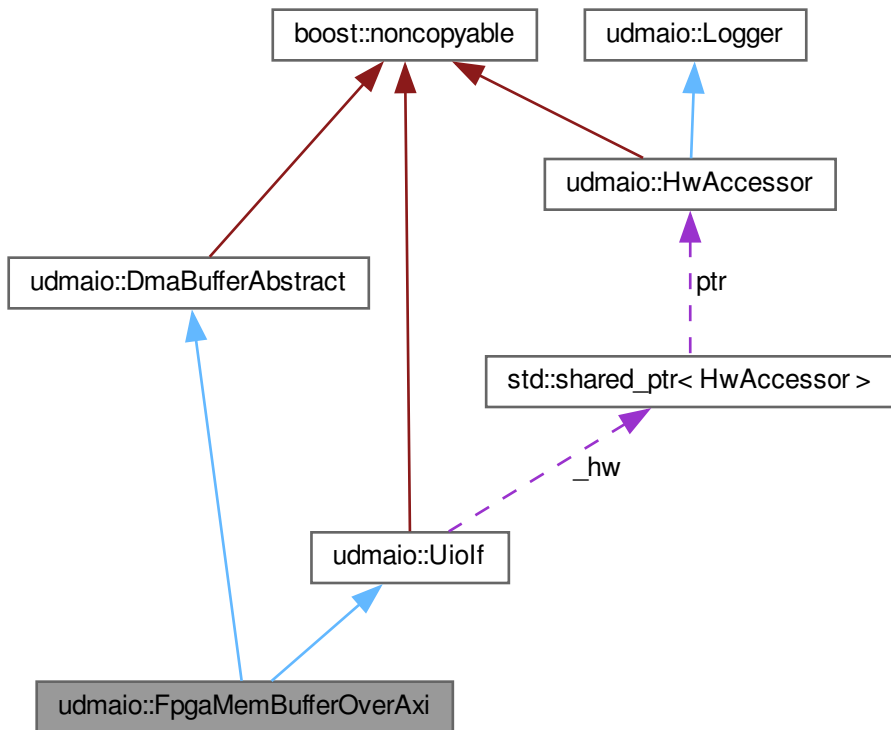 boost::noncopyable
udmaio::Logger
udmaio::HwAccessor
udmaio::DmaBufferAbstract
ptr
std::shared_ptr< HwAccessor >
_hw
udmaio::UioIf
udmaio::FpgaMemBufferOverAxi